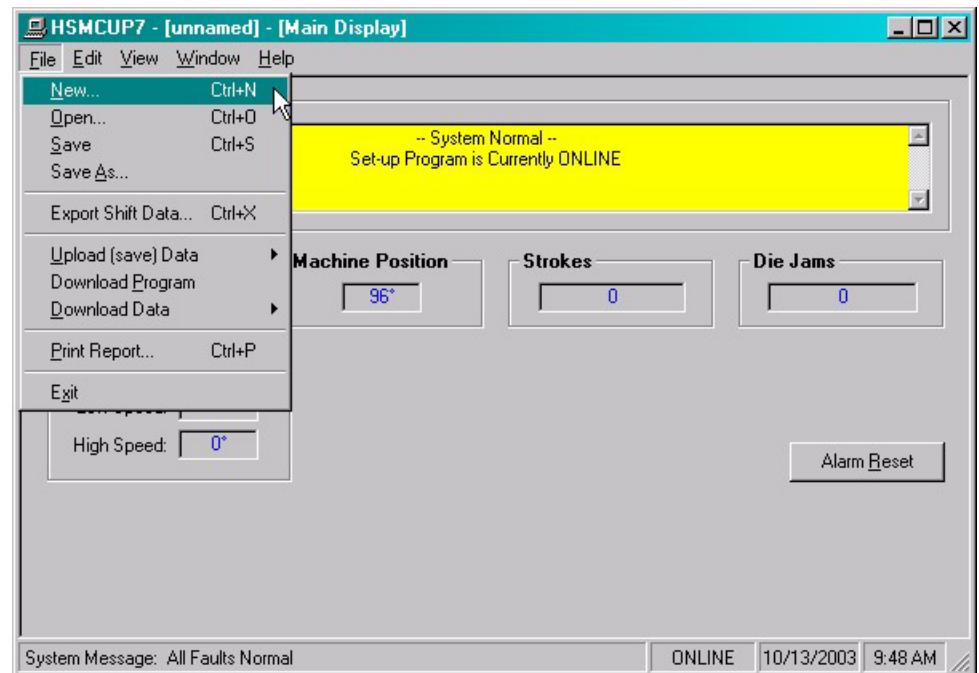 HSMCUP7 - [unnamed] - [Main Display]
File Edit View Window Help
New... Ctrl+N
Open... Ctrl+O
Save Ctrl+S
Save As...
Export Shift Data... Ctrl+X
Upload (save) Data
Download Program
Download Data
Print Report... Ctrl+P
Exit
-- System Normal --
Set-up Program is Currently ONLINE
Machine Position Strokes Die Jams
96° 0 0
High Speed: 0°
Alarm Reset
System Message: All Faults Normal ONLINE 10/13/2003 9:48 AM